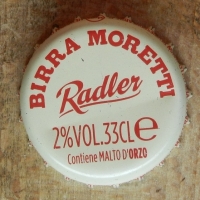 BIRRA MORETTI
Radler
2%VOL.33CL℮
Contiene MALTO D'ORZO